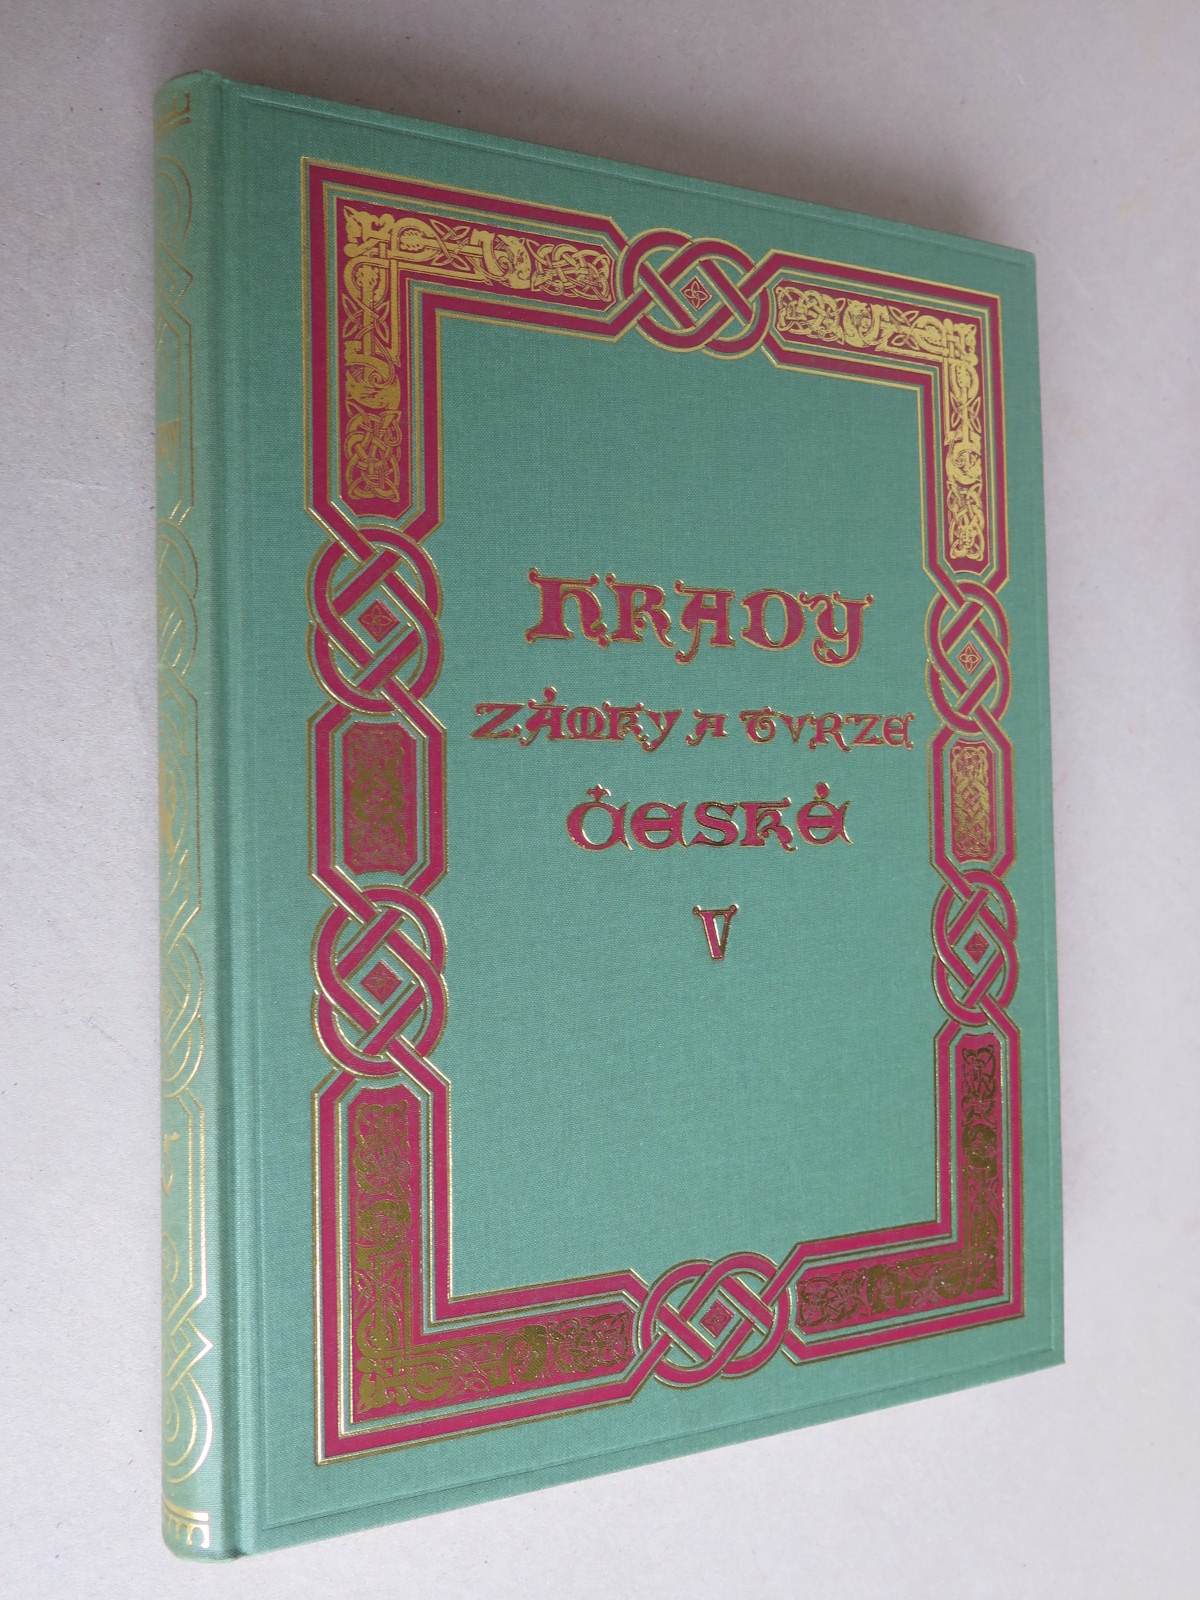 HRADY
ZÁMKY A TVRZE
ČESKÉ
V